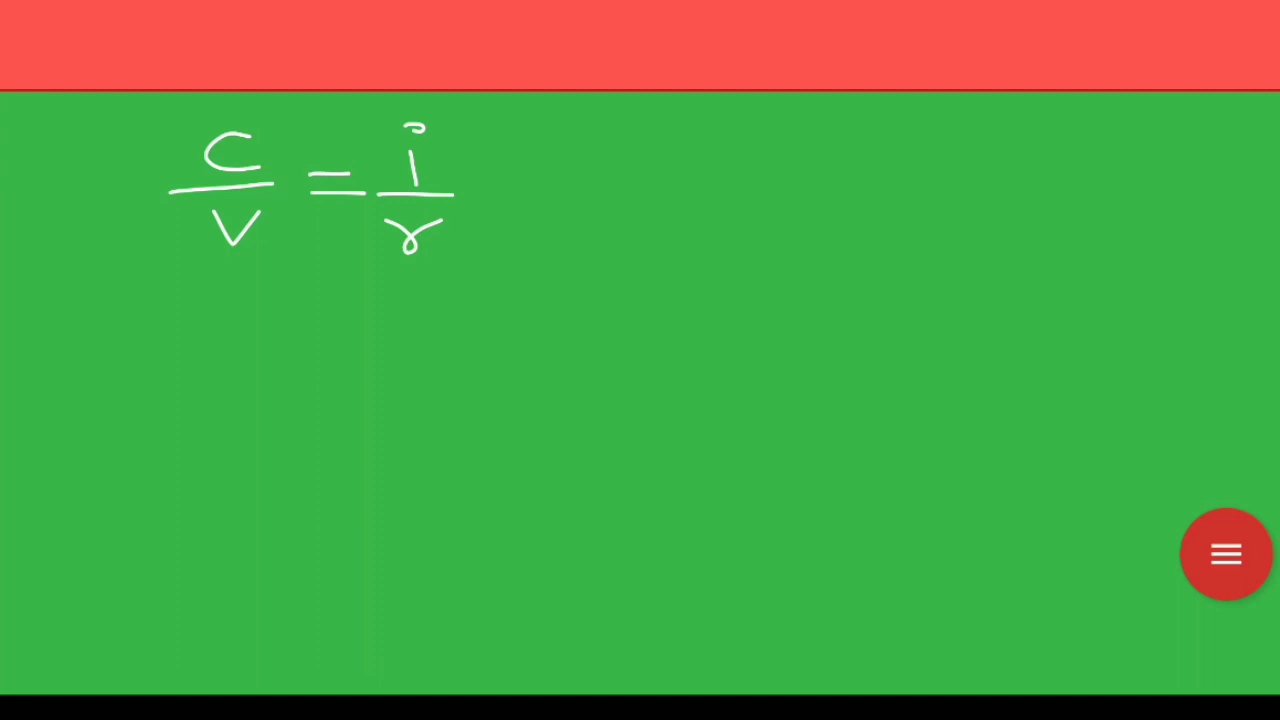 c/v = i/r